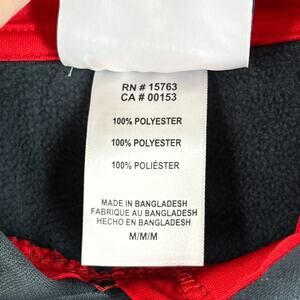 RN # 15763
CA # 00153
100% POLYESTER
100% POLYESTER
100% POLIÉSTER
MADE IN BANGLADESH
FABRIQUE AU BANGLADESH
HECHO EN BANGLADESH
M/M/M